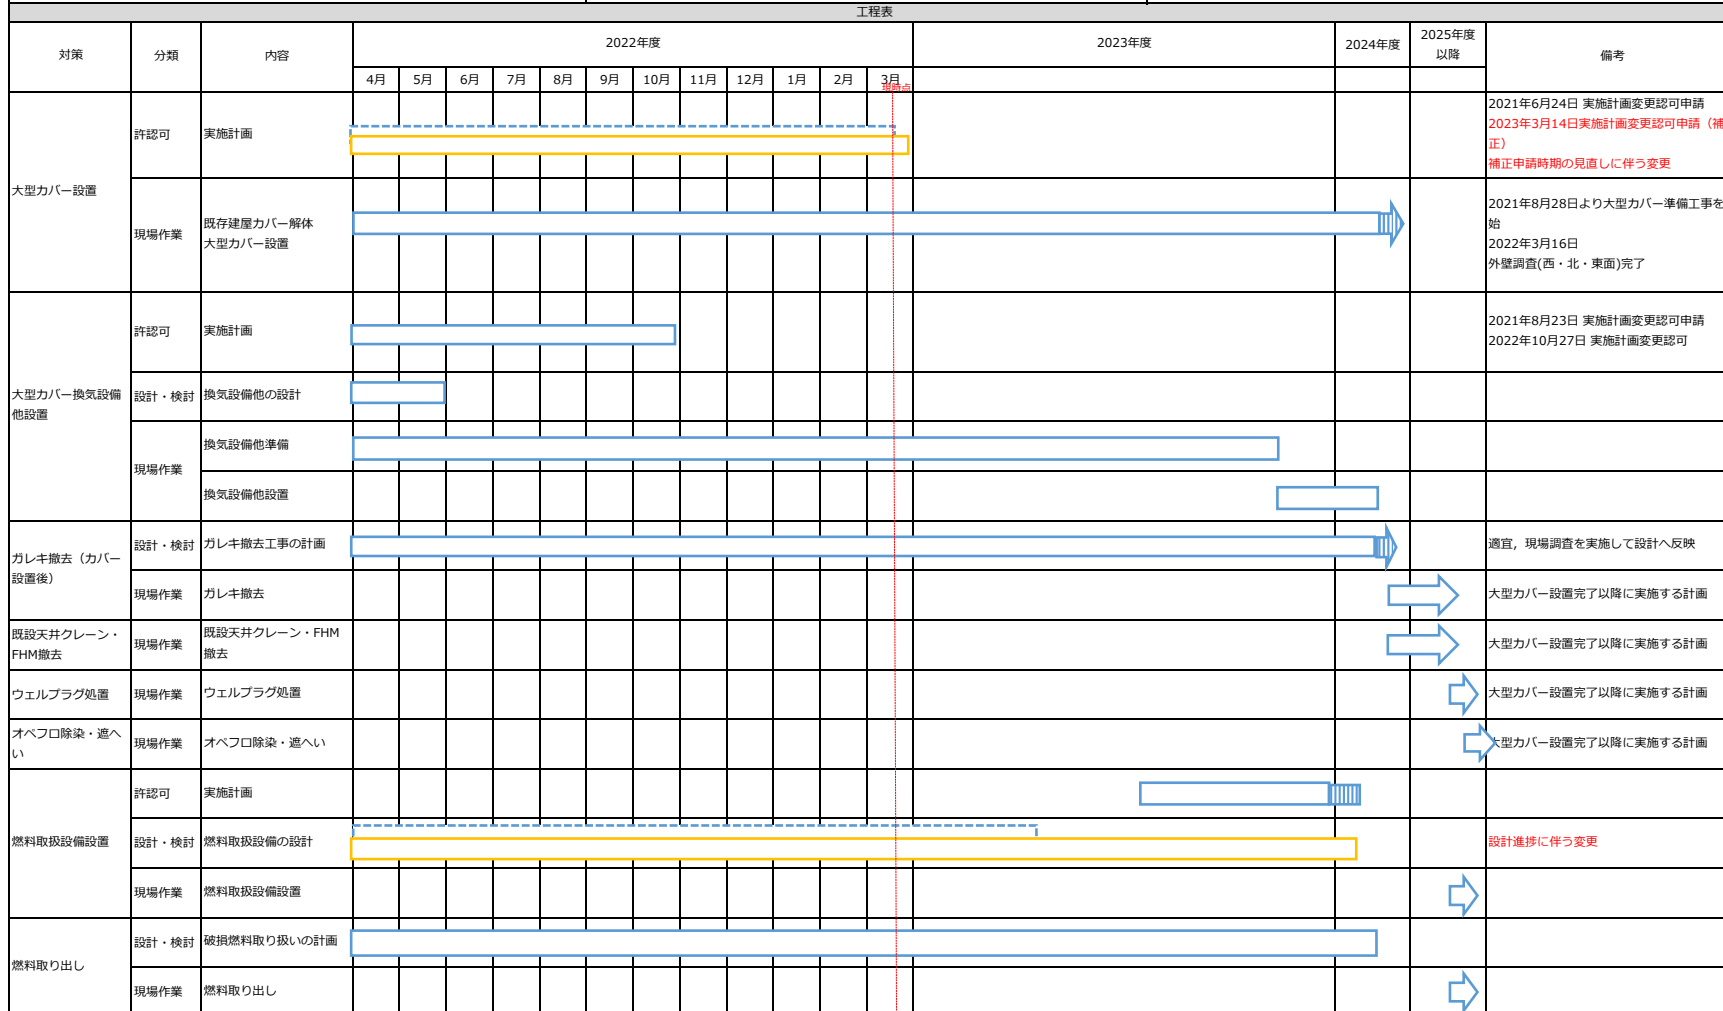 工程表
対策
分類
内容
2022年度
2023年度
2024年度
2025年度
以降
備考
4月
5月
6月
7月
8月
9月
10月
11月
12月
1月
2月
3月
現時点
大型カバー設置
許認可
実施計画
2021年6月24日 実施計画変更認可申請
2023年3月14日実施計画変更認可申請（補
正）
補正申請時期の見直しに伴う変更
現場作業
既存建屋カバー解体
大型カバー設置
2021年8月28日より大型カバー準備工事を
始
2022年3月16日
外壁調査(西・北・東面)完了
大型カバー換気設備
他設置
許認可
実施計画
2021年8月23日 実施計画変更認可申請
2022年10月27日 実施計画変更認可
設計・検討
換気設備他の設計
現場作業
換気設備他準備
換気設備他設置
ガレキ撤去（カバー
設置後）
設計・検討
ガレキ撤去工事の計画
適宜，現場調査を実施して設計へ反映
現場作業
ガレキ撤去
大型カバー設置完了以降に実施する計画
既設天井クレーン・
FHM撤去
現場作業
既設天井クレーン・FHM
撤去
大型カバー設置完了以降に実施する計画
ウェルプラグ処置
現場作業
ウェルプラグ処置
大型カバー設置完了以降に実施する計画
オペフロ除染・遮へ
い
現場作業
オペフロ除染・遮へい
大型カバー設置完了以降に実施する計画
燃料取扱設備設置
許認可
実施計画
設計・検討
燃料取扱設備の設計
設計進捗に伴う変更
現場作業
燃料取扱設備設置
燃料取り出し
設計・検討
破損燃料取り扱いの計画
現場作業
燃料取り出し